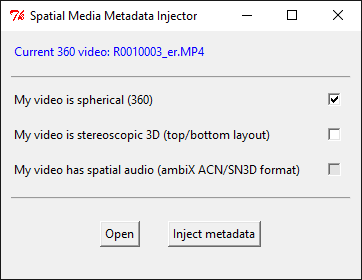 Spatial Media Metadata Injector
Current 360 video: R0010003_er.MP4
My video is spherical (360)
My video is stereoscopic 3D (top/bottom layout)
My video has spatial audio (ambiX ACN/SN3D format)
Open Inject metadata